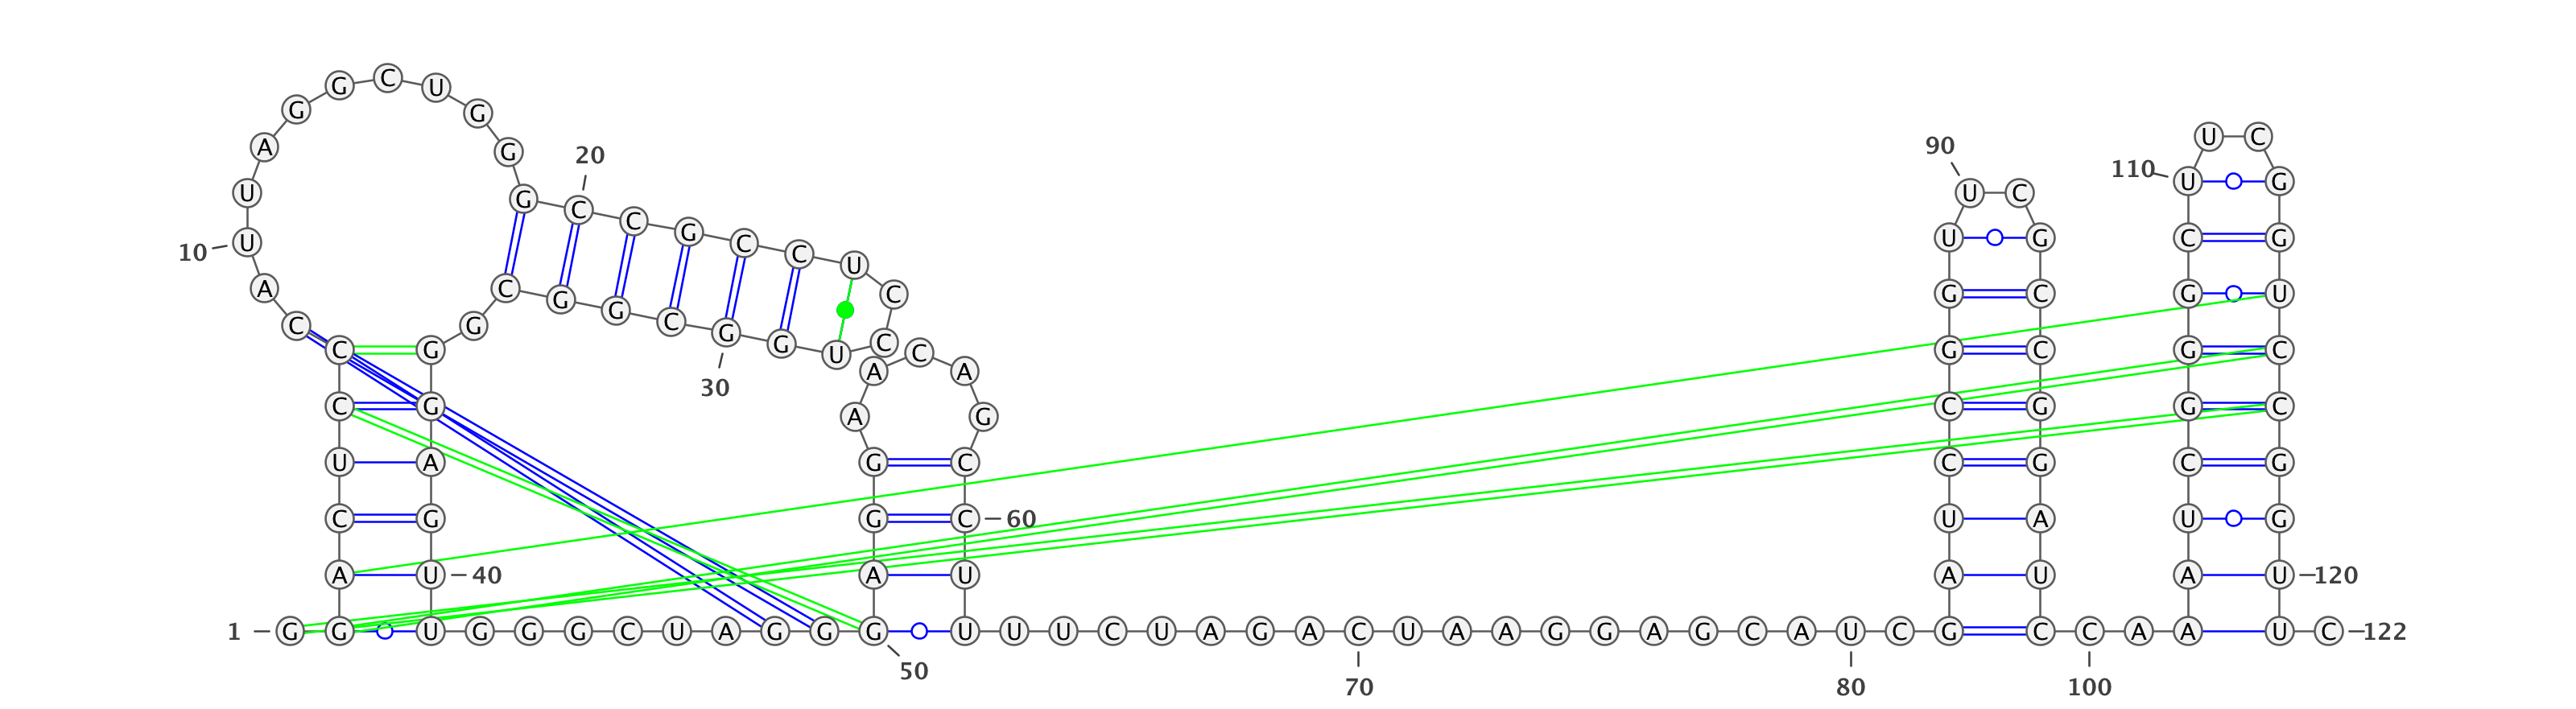 1
G G A C U C C C A
10
U U A G G C U G G G
20
C C G C C U C C U G
30
G C G G C G G G A G
40
U U G G G C U A G G
50
G A G G A A C A G C
60
C U U U U C U A G A
70
C U A A G G A G C A
80
U C G A U C C G G U
90
U C G C C G G A U C
100
C A A A U C G G G C
110
U U C G G U C C G G
120
U U C
122